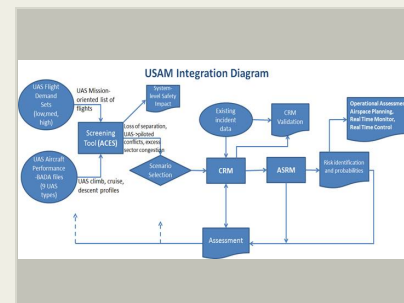 USAM Integration Diagram
UAS Flight
Demand
Sets
(low,med,
high)
UAS Mission-
oriented list of
flights
System-
level Safety
Impact
Screening
Tool (ACES)
Loss of separation,
UAS->piloted
conflicts, excess
vector congestion
Existing
incident
data
CRM
Validation
Operational Assessmen
Airspace Planning,
Real Time Monitor,
Real Time Control
UAS Aircraft
Performance
-BADA files
(9 UAS
types)
UAS climb, cruise,
descent profiles
Scenario
Selection
CRM
ASRM
Risk identification
and probabilites
Assessment